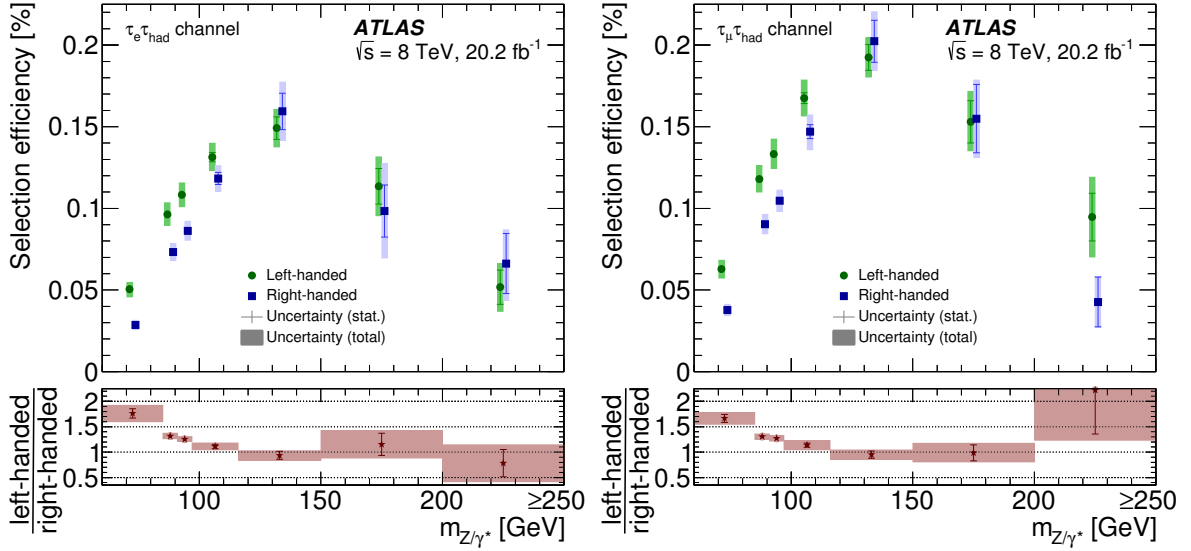 τeτhad channel
ATLAS
√s = 8 TeV, 20.2 fb-1
Selection efficiency [%]
0.2
0.15
0.1
0.05
0
Left-handed
Right-handed
Uncertainty (stat.)
Uncertainty (total)
left-handed
right-handed
2
1.5
1
0.5
100
150
200
≥250
mZ/γ* [GeV]
τμτhad channel
ATLAS
√s = 8 TeV, 20.2 fb-1
Selection efficiency [%]
0.2
0.15
0.1
0.05
0
Left-handed
Right-handed
Uncertainty (stat.)
Uncertainty (total)
left-handed
right-handed
2
1.5
1
0.5
100
150
200
≥250
mZ/γ* [GeV]